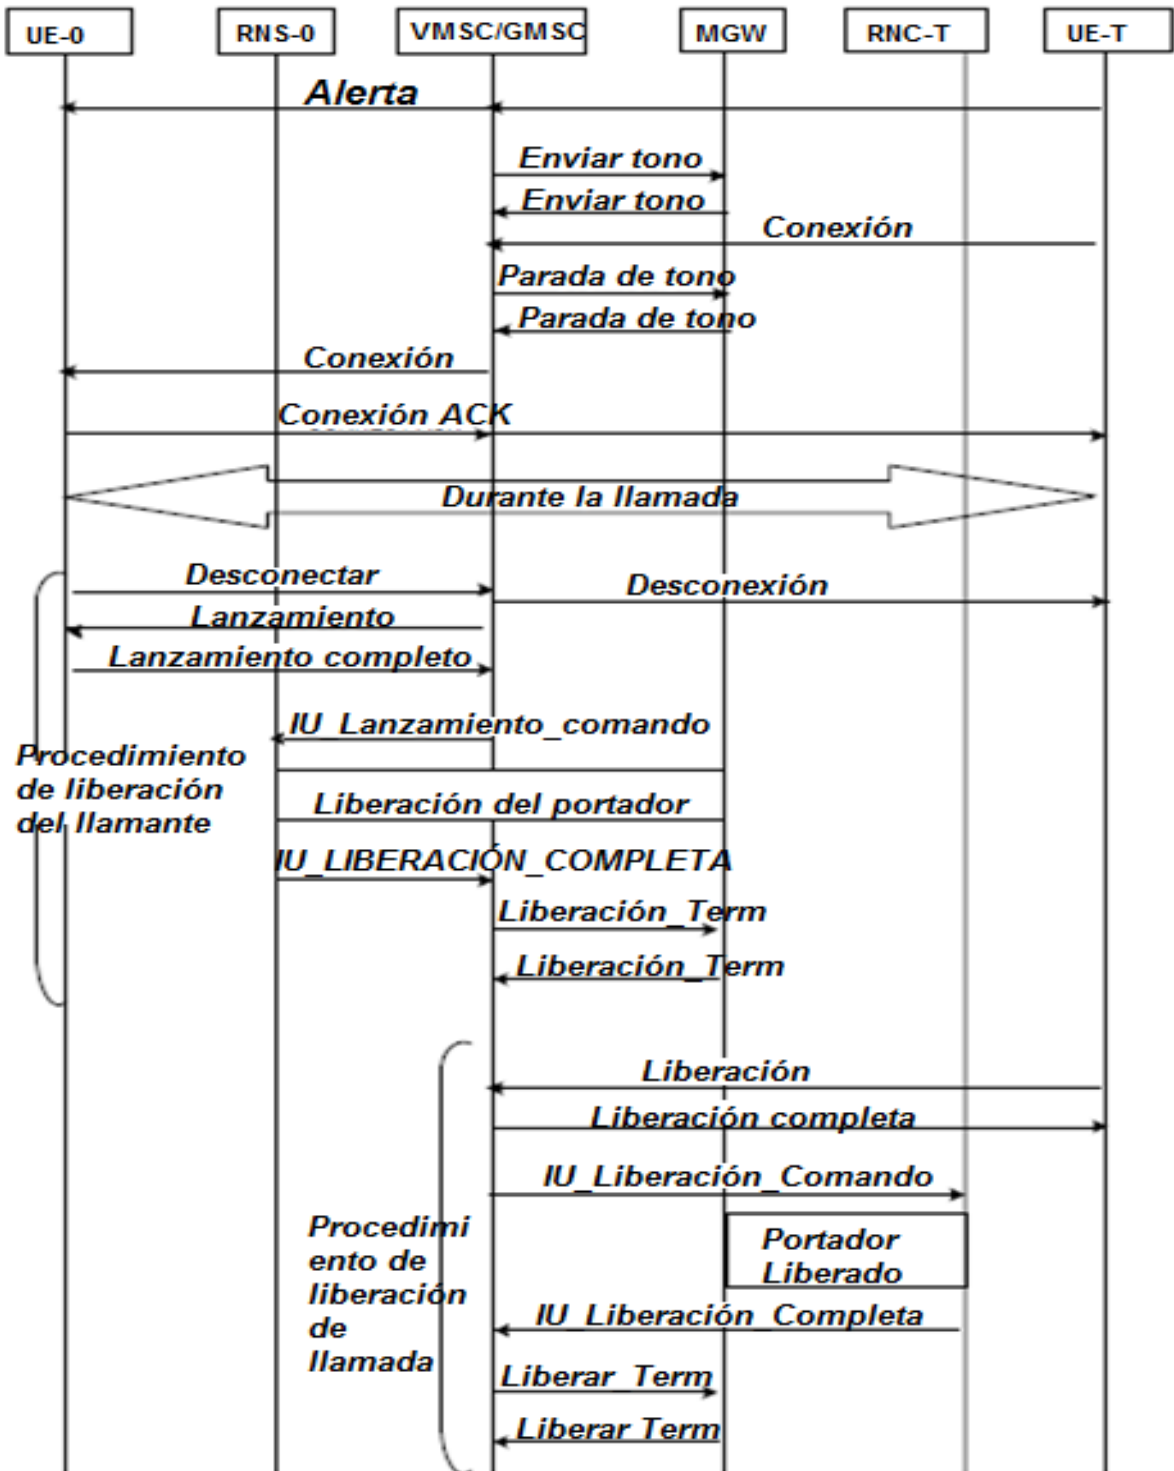 UE-0
RNS-0
VMSC/GMSC
MGW
RNC-T
UE-T
Alerta
Enviar tono
Enviar tono
Conexión
Parada de tono
Parada de tono
Conexión
Conexión ACK
Durante la llamada
Desconectar
Desconexión
Lanzamiento
Lanzamiento completo
IU_Lanzamiento_comando
Procedimiento
de liberación
del llamante
Liberación del portador
IU_LIBERACIÓN_COMPLETA
Liberación_Term
Liberación_Term
Liberación
Liberación completa
IU_Liberación_Comando
Procedimi
ento de
liberación
de
llamada
Portador
Liberado
IU_Liberación_Completa
Liberar_Term
Liberar Term